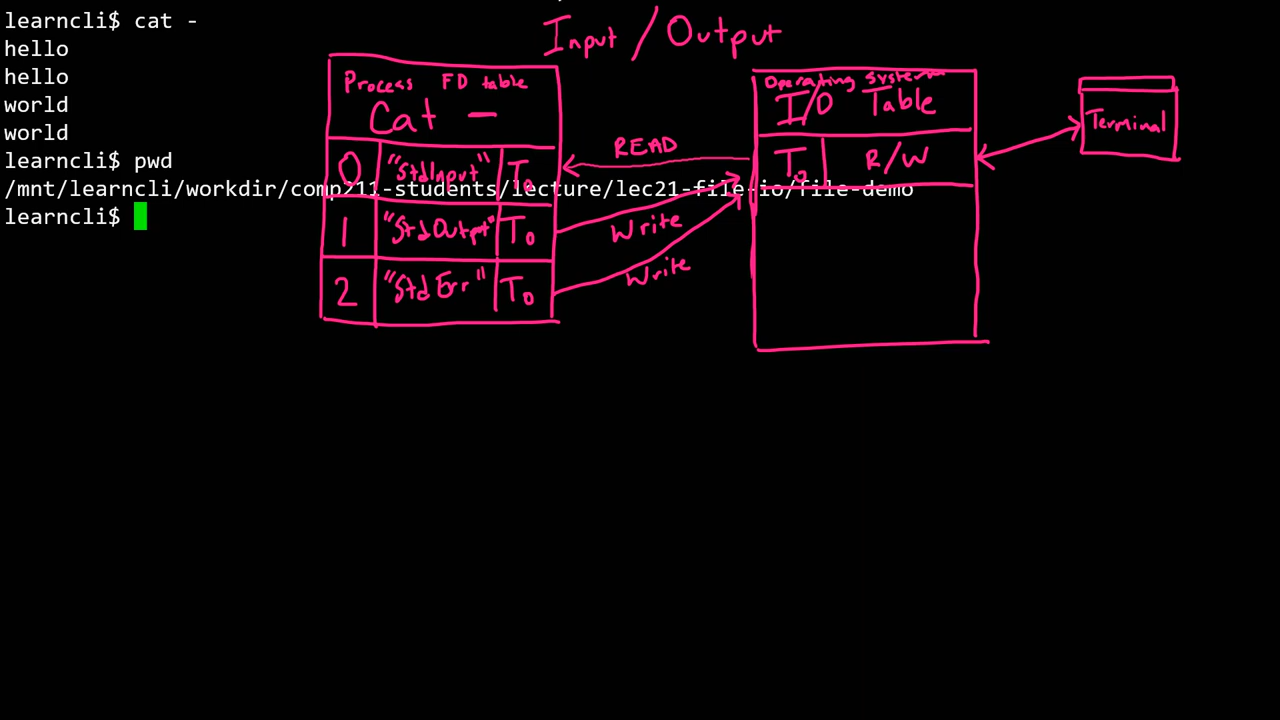 learncli$ cat -
hello
hello
world
world
learncli$ pwd
/mnt/learncli/workdir/comp211-students/lecture/lec21-file-io/file-demo
learncli$
Input / Output
Process FD table
Cat -
0 "StdInput" T0
1 "StdOutput" T0
2 "StdErr" T0
READ
Write
Write
Operating System
I/O Table
T0 R/W
Terminal